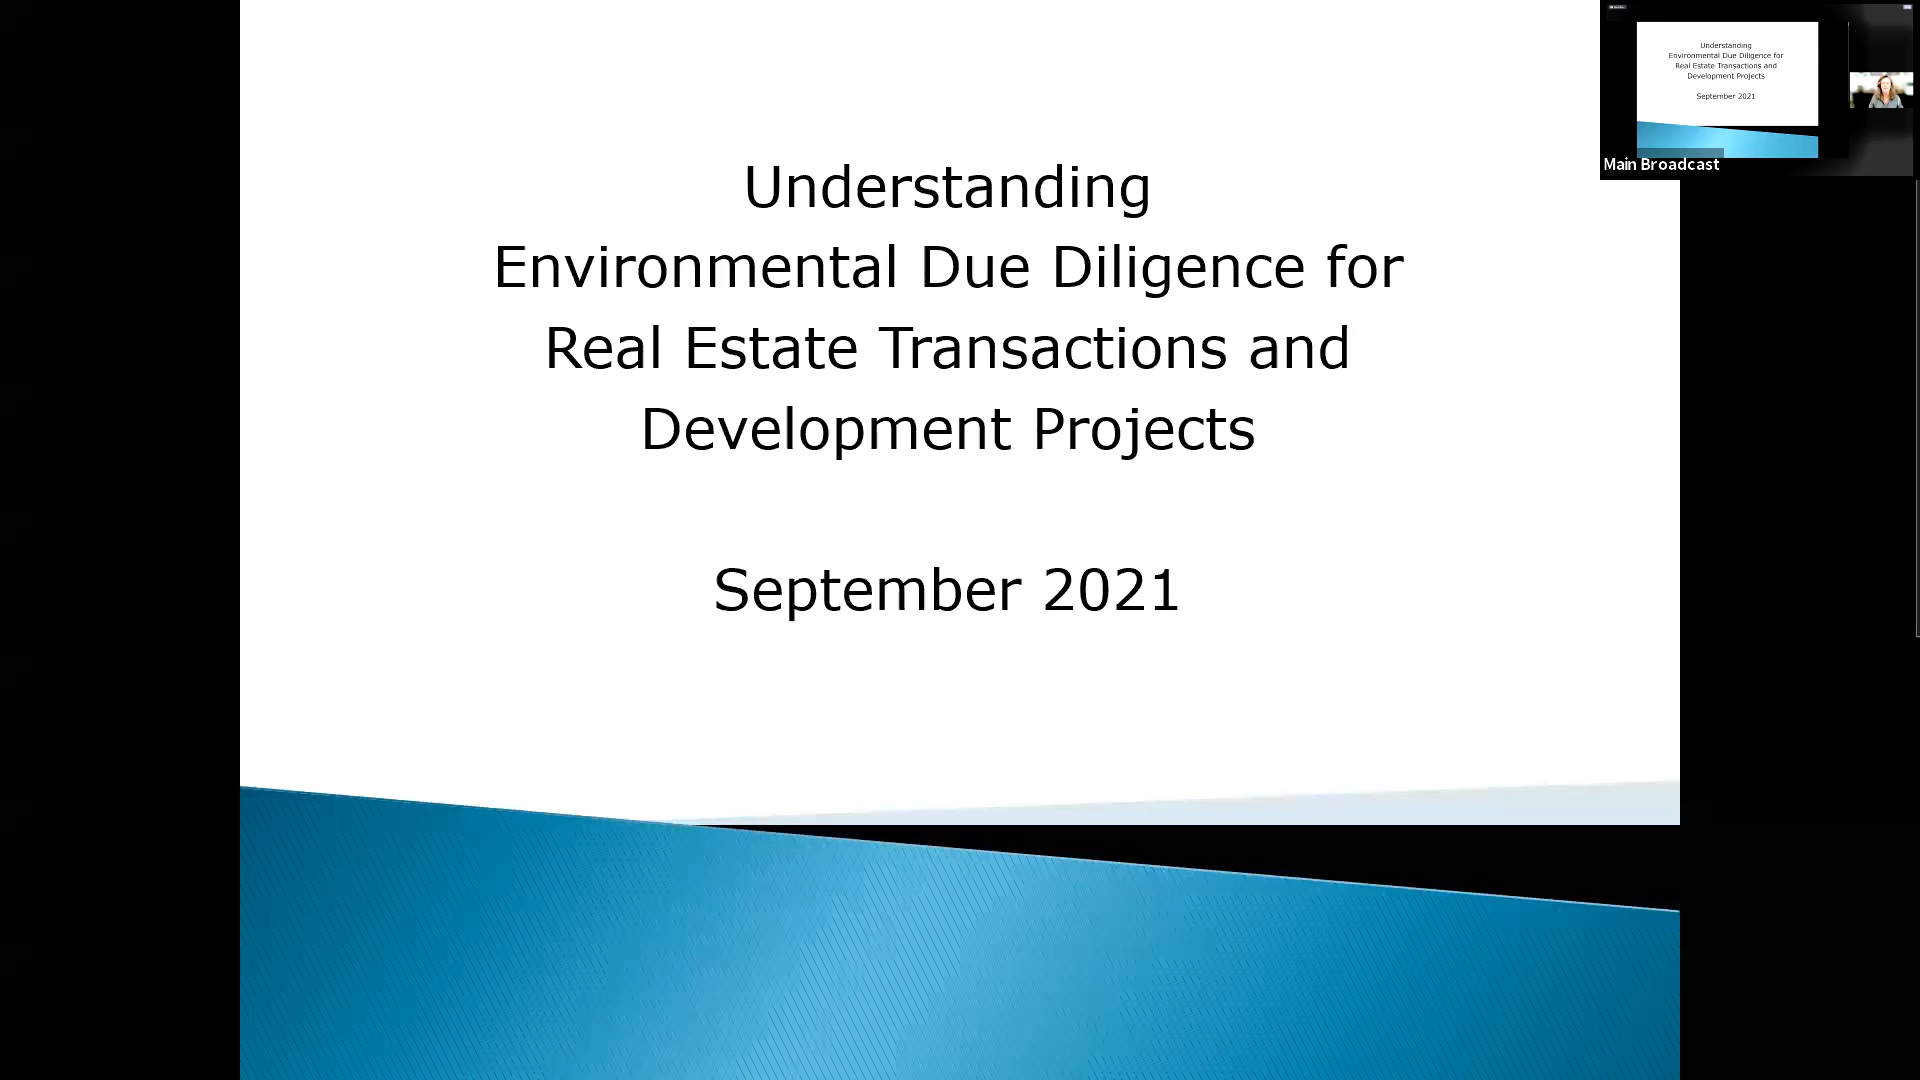 Understanding
Environmental Due Diligence for
Real Estate Transactions and
Development Projects
September 2021
Understanding
Environmental Due Diligence for
Real Estate Transactions and
Development Projects
September 2021
Main Broadcast